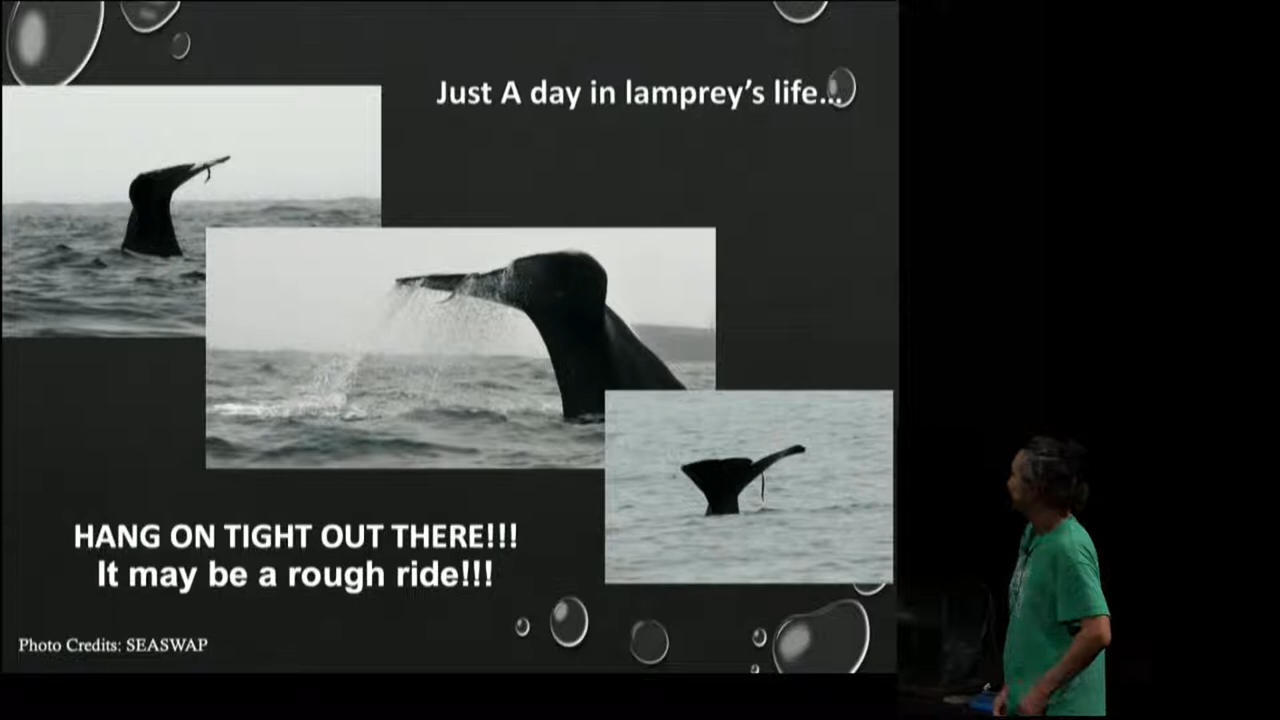 Just A day in lamprey's life...
HANG ON TIGHT OUT THERE!!!
It may be a rough ride!!!
Photo Credits: SEASWAP